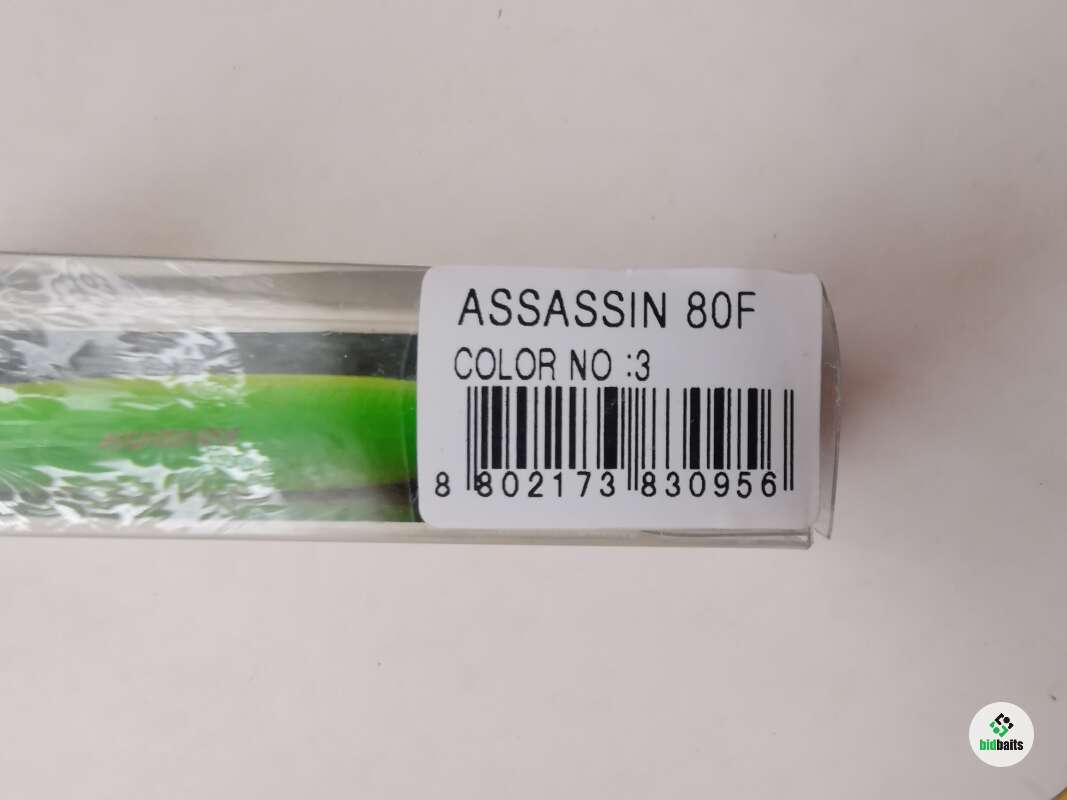 ASSASSIN 80F
COLOR NO :3
8 802173 830956
bidbaits